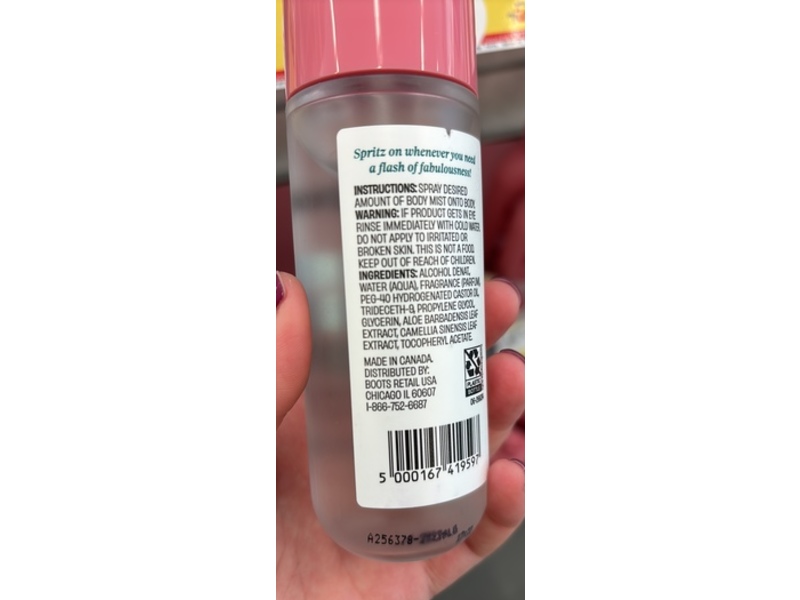 Spritz on whenever you need
a flash of fabulousness!
INSTRUCTIONS: SPRAY DESIRED
AMOUNT OF BODY MIST ONTO BODY.
WARNING: IF PRODUCT GETS IN EYE
RINSE IMMEDIATELY WITH COLD WATER.
DO NOT APPLY TO IRRITATED OR
BROKEN SKIN. THIS IS NOT A FOOD.
KEEP OUT OF REACH OF CHILDREN.
INGREDIENTS: ALCOHOL DENAT,
WATER (AQUA), FRAGRANCE (PARFUM),
PEG-40 HYDROGENATED CASTOR OIL,
TRIDECETH-9, PROPYLENE GLYCOL,
GLYCERIN, ALOE BARBADENSIS LEAF
EXTRACT, CAMELLIA SINENSIS LEAF
EXTRACT, TOCOPHERYL ACETATE.
MADE IN CANADA.
DISTRIBUTED BY:
BOOTS RETAIL USA
CHICAGO IL 60607
1-866-752-6687
PLASTIC
5 000167 419597
A256378-